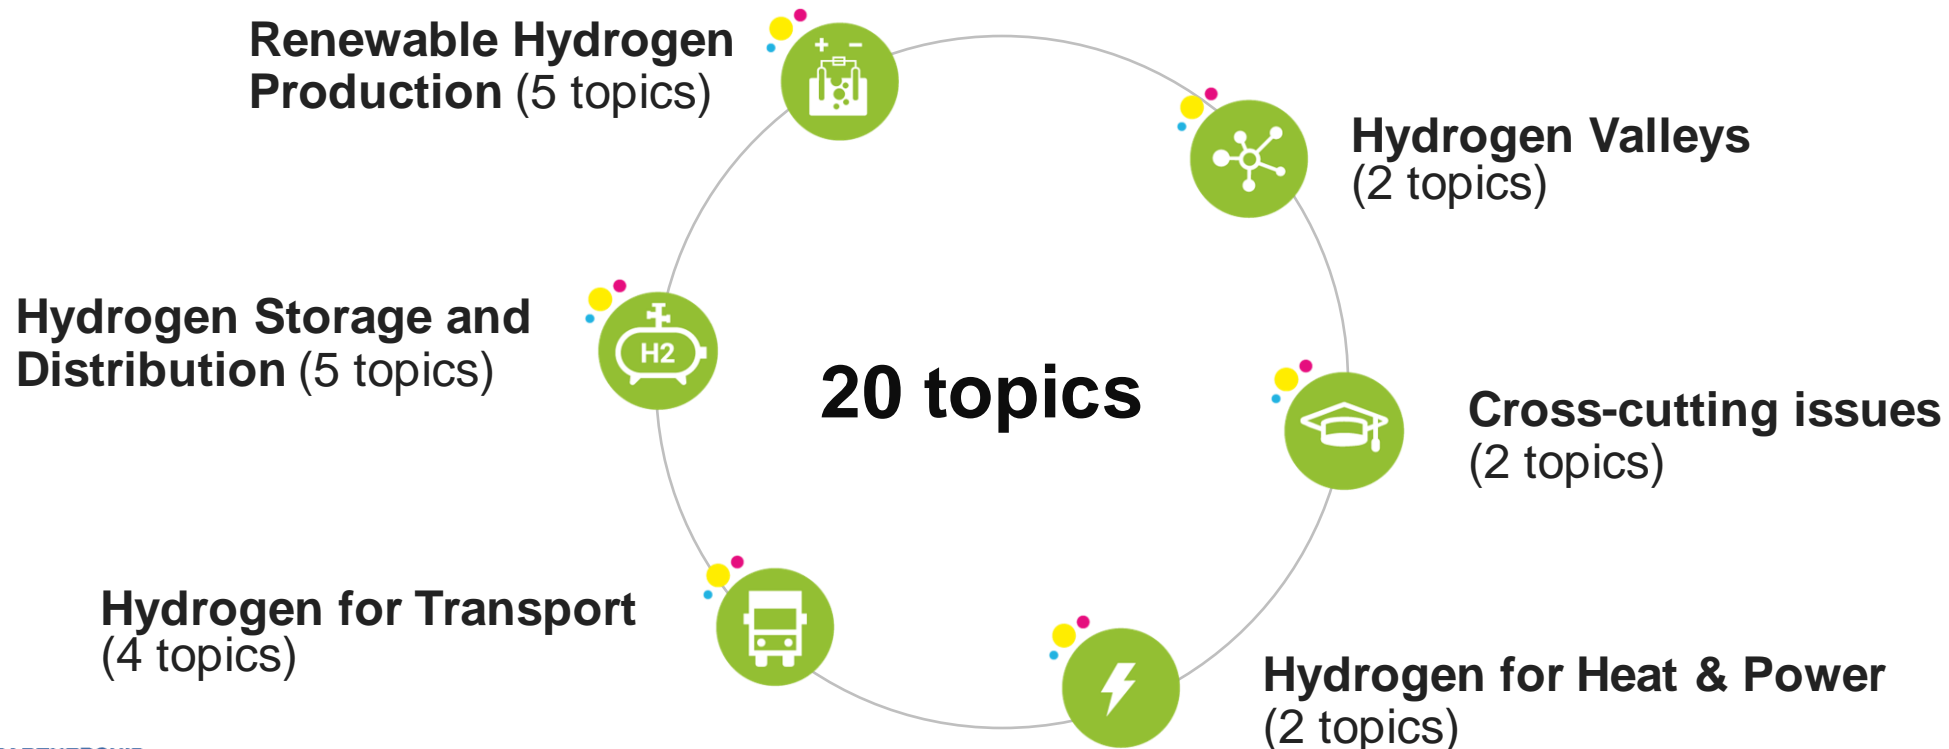 Renewable Hydrogen
Production (5 topics)
Hydrogen Valleys
(2 topics)
Hydrogen Storage and
Distribution (5 topics)
H2
20 topics
Cross-cutting issues
(2 topics)
Hydrogen for Transport
(4 topics)
Hydrogen for Heat & Power
(2 topics)